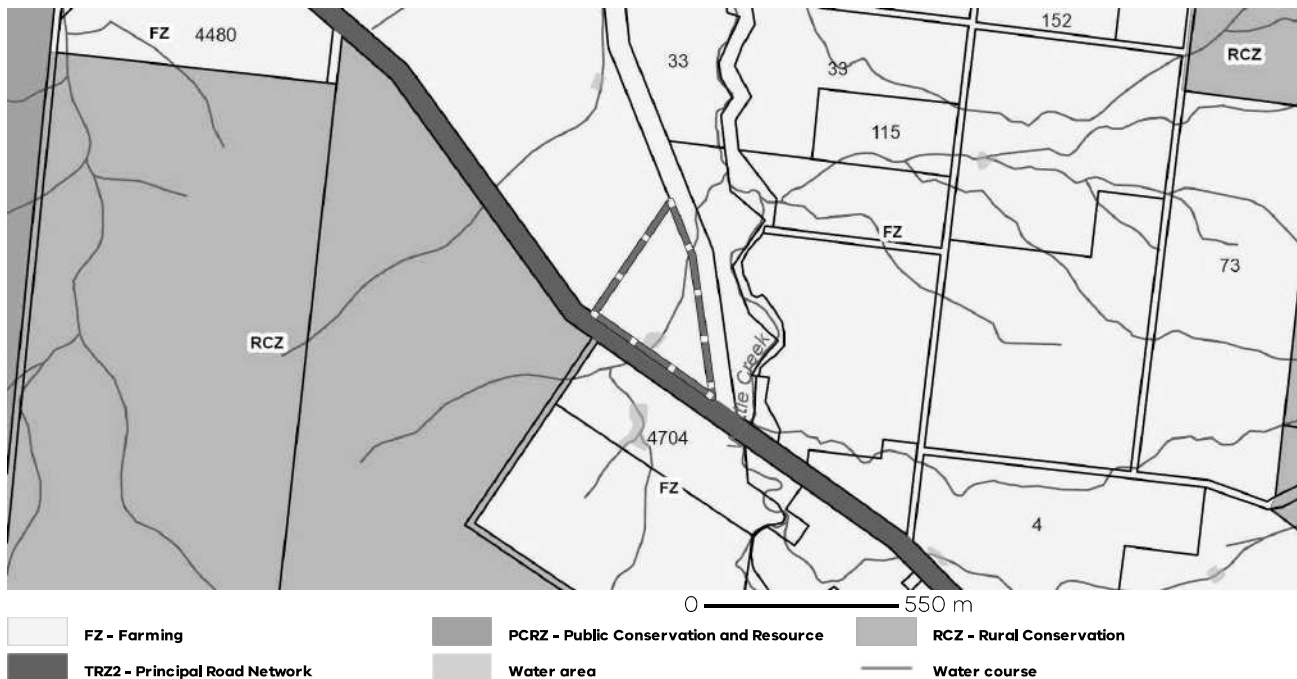 152
FZ 4480
33
33
RCZ
115
FZ
73
RCZ
Creek
4704
FZ
4
0 550 m
FZ - Farming
PCRZ - Public Conservation and Resource
RCZ - Rural Conservation
TRZ2 - Principal Road Network
Water area
Water course